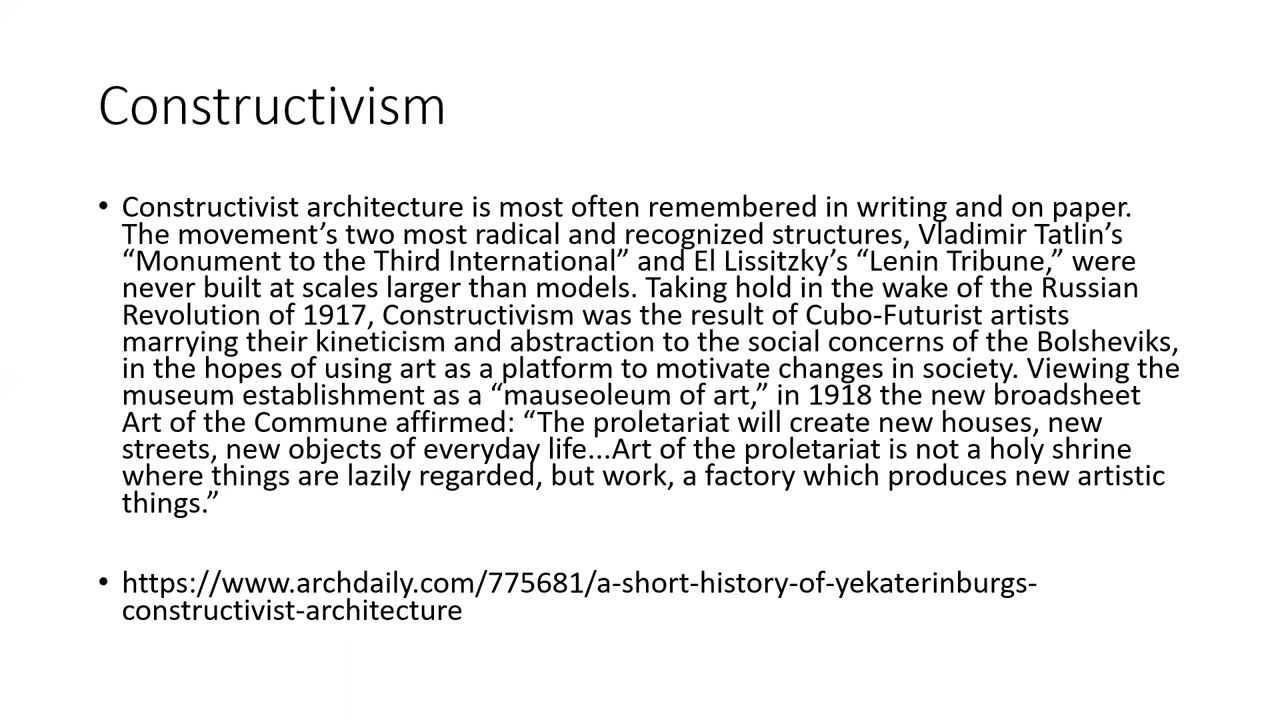 Constructivism
• Constructivist architecture is most often remembered in writing and on paper.
The movement’s two most radical and recognized structures, Vladimir Tatlin’s
“Monument to the Third International” and El Lissitzky’s “Lenin Tribune,” were
never built at scales larger than models. Taking hold in the wake of the Russian
Revolution of 1917, Constructivism was the result of Cubo-Futurist artists
marrying their kineticism and abstraction to the social concerns of the Bolsheviks,
in the hopes of using art as a platform to motivate changes in society. Viewing the
museum establishment as a “mauseoleum of art,” in 1918 the new broadsheet
Art of the Commune affirmed: “The proletariat will create new houses, new
streets, new objects of everyday life...Art of the proletariat is not a holy shrine
where things are lazily regarded, but work, a factory which produces new artistic
things.”
• https://www.archdaily.com/775681/a-short-history-of-yekaterinburgs-
constructivist-architecture